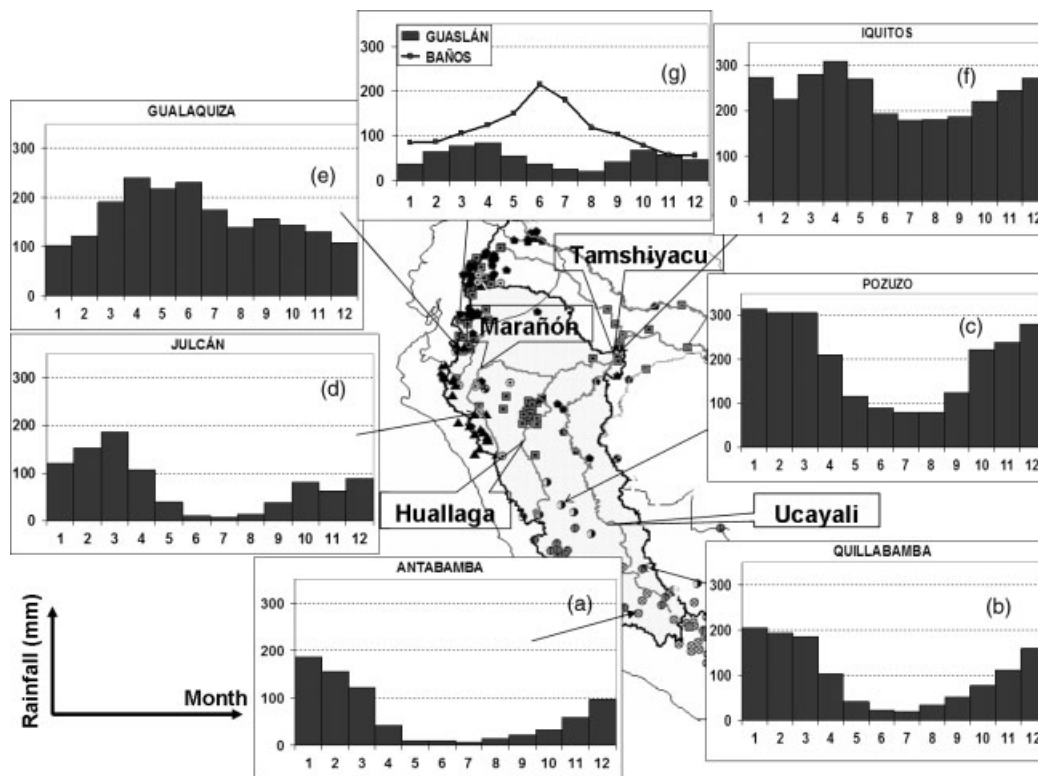 GUASLÁN
BAÑOS
(g)
300
200
100
0
1 2 3 4 5 6 7 8 9 10 11 12
IQUITOS
(f)
300
200
100
0
1 2 3 4 5 6 7 8 9 10 11 12
GUALAQUIZA
(e)
300
200
100
0
1 2 3 4 5 6 7 8 9 10 11 12
Tamshiyacu
Marañón
POZUZO
(c)
300
200
100
0
1 2 3 4 5 6 7 8 9 10 11 12
JULCÁN
(d)
300
200
100
0
1 2 3 4 5 6 7 8 9 10 11 12
Huallaga
Ucayali
ANTABAMBA
(a)
300
200
100
0
1 2 3 4 5 6 7 8 9 10 11 12
QUILLABAMBA
(b)
300
200
100
0
1 2 3 4 5 6 7 8 9 10 11 12
Rainfall (mm)
Month